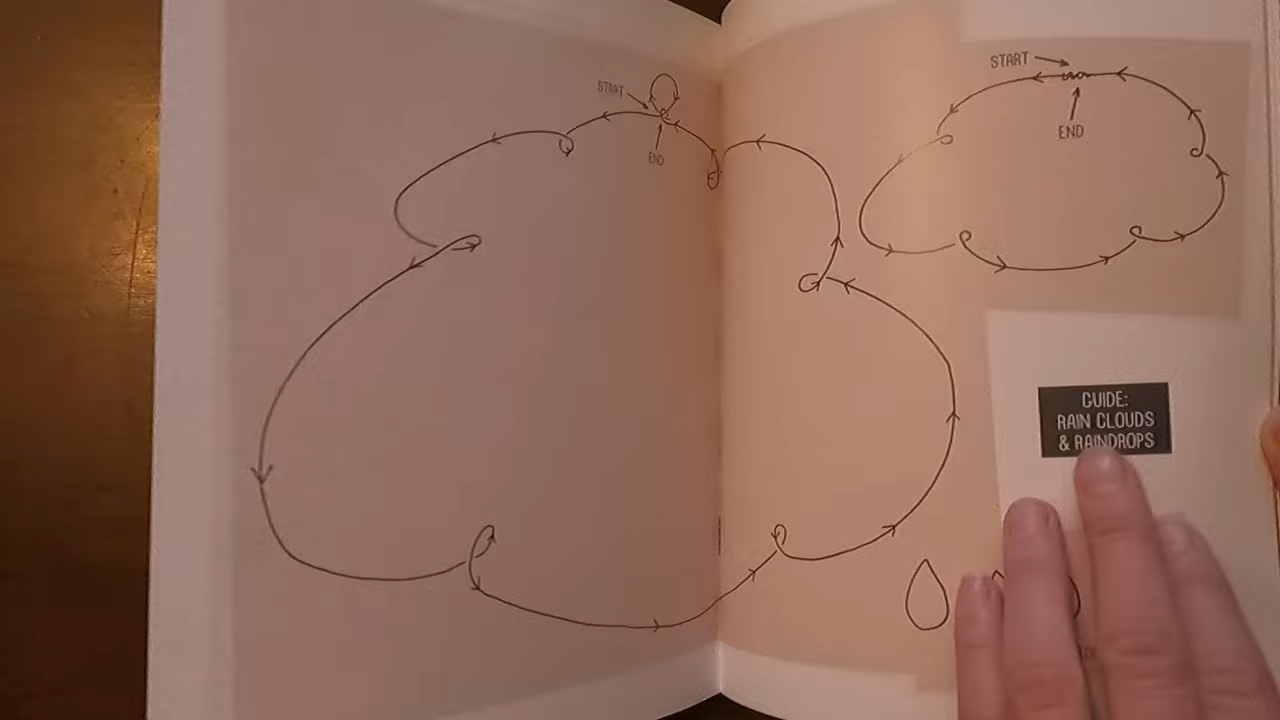 START
END
START
END
GUIDE:
RAIN CLOUDS
& RAINDROPS